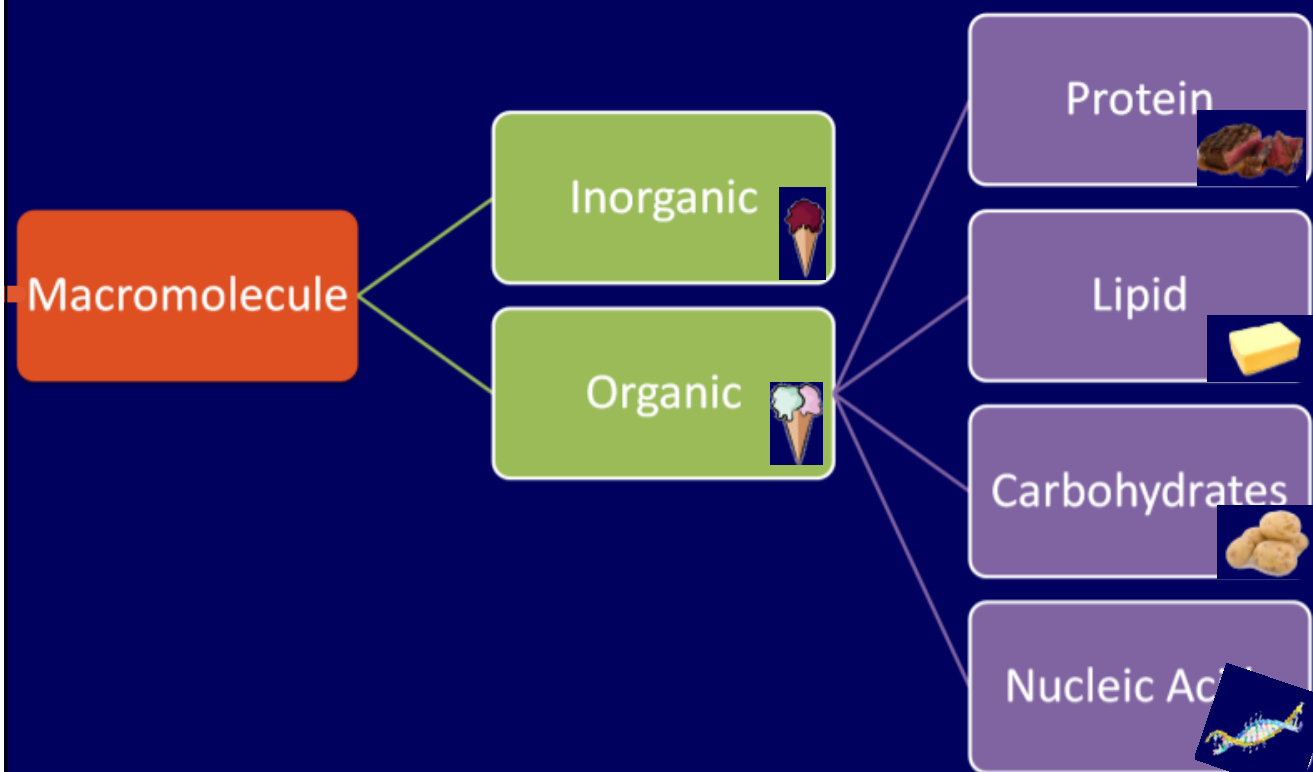 Macromolecule
Inorganic
Organic
Protein
Lipid
Carbohydrates
Nucleic